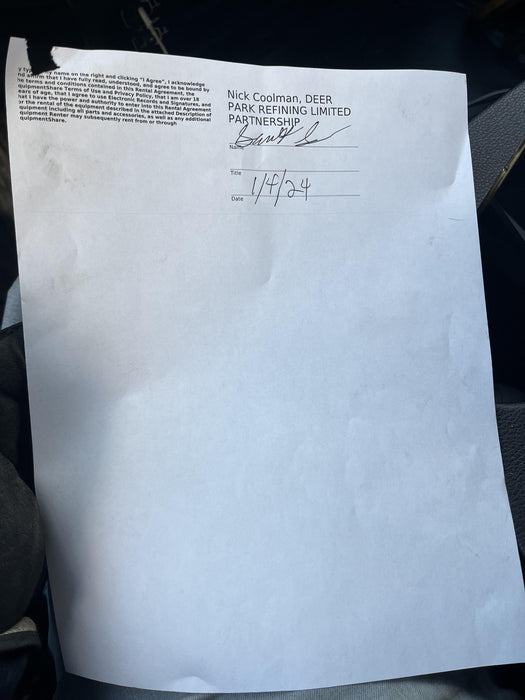 name on the right and clicking "I Agree", I acknowledge
that I have fully read, understand, and agree to be bound by
terms and conditions contained in this Rental Agreement, the
quipmentShare Terms of Use and Privacy Policy, that I am over 18
ears of age, that I agree to use Electronic Records and Signatures, and
at I have the power and authority to enter into this Rental Agreement
or the rental of the equipment described in the attached Description of
quipment including all parts and accessories, as well as any additional
quipment Renter may subsequently rent from or through
quipmentShare.
Nick Coolman, DEER
PARK REFINING LIMITED
PARTNERSHIP
Name
Title
1/4/24
Date